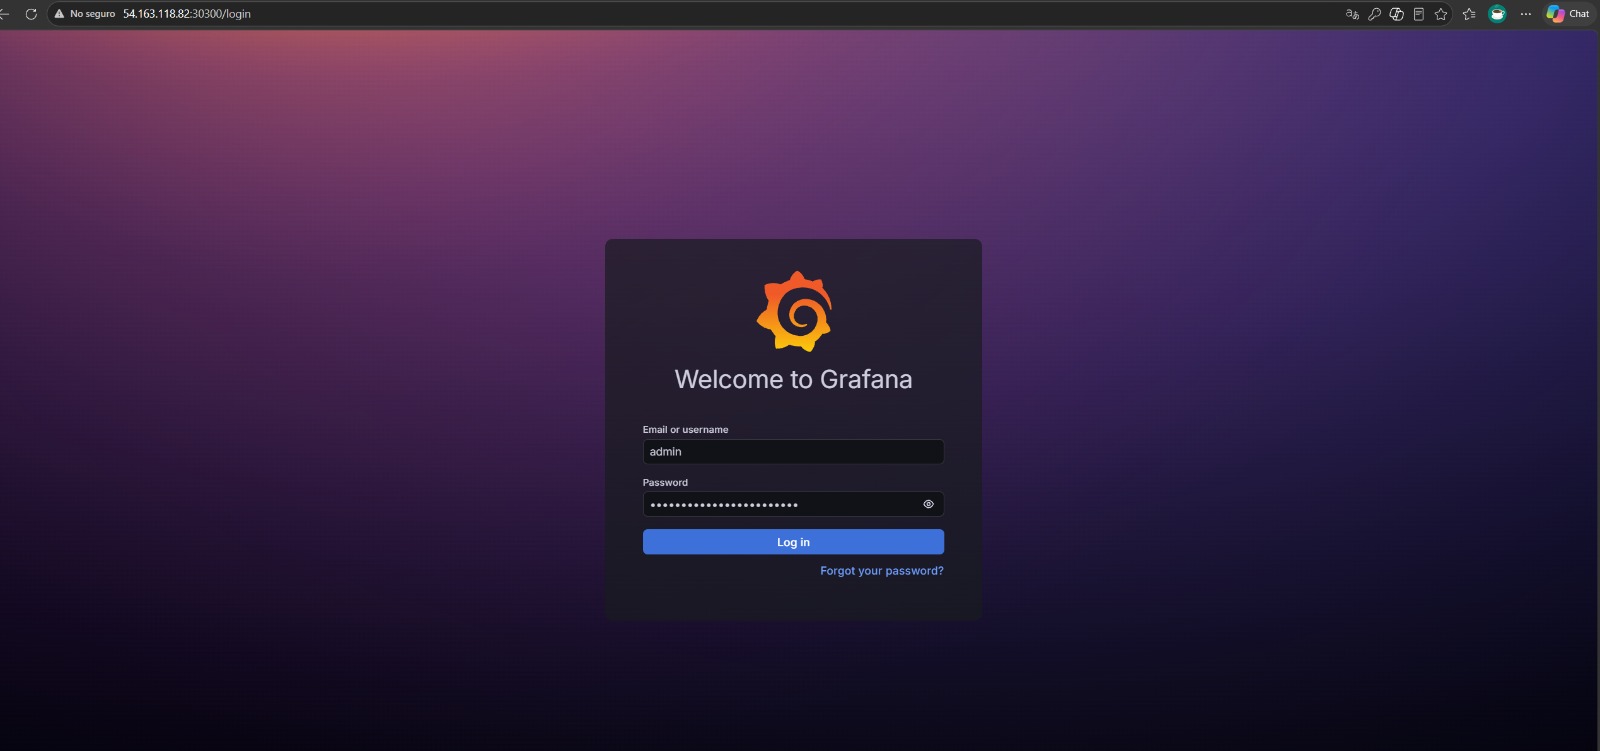 No seguro 54.163.118.82:30300/login
Chat
Welcome to Grafana
Email or username
admin
Password
Log in
Forgot your password?